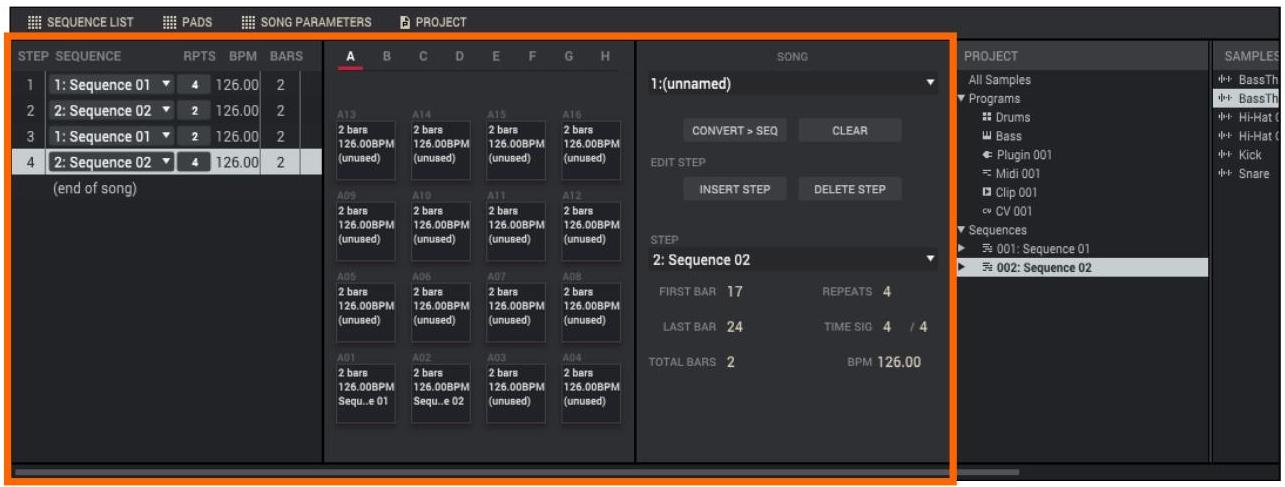 SEQUENCE LIST PADS SONG PARAMETERS PROJECT
STEP SEQUENCE RPTS BPM BARS
1 1: Sequence 01 4 126.00 2
2 2: Sequence 02 2 126.00 2
3 1: Sequence 01 2 126.00 2
4 2: Sequence 02 4 126.00 2
(end of song)
A B C D E F G H
A13 A14 A15 A16
2 bars 2 bars 2 bars 2 bars
126.00BPM 126.00BPM 126.00BPM 126.00BPM
(unused) (unused) (unused) (unused)
A09 A10 A11 A12
2 bars 2 bars 2 bars 2 bars
126.00BPM 126.00BPM 126.00BPM 126.00BPM
(unused) (unused) (unused) (unused)
A05 A06 A07 A08
2 bars 2 bars 2 bars 2 bars
126.00BPM 126.00BPM 126.00BPM 126.00BPM
(unused) (unused) (unused) (unused)
A01 A02 A03 A04
2 bars 2 bars 2 bars 2 bars
126.00BPM 126.00BPM 126.00BPM 126.00BPM
Sequ..e 01 Sequ..e 02 (unused) (unused)
SONG
1:(unnamed)
CONVERT > SEQ CLEAR
EDIT STEP
INSERT STEP DELETE STEP
STEP
2: Sequence 02
FIRST BAR 17 REPEATS 4
LAST BAR 24 TIME SIG 4 / 4
TOTAL BARS 2 BPM 126.00
PROJECT
All Samples
Programs
Drums
Bass
Plugin 001
Midi 001
Clip 001
CV CV 001
Sequences
001: Sequence 01
002: Sequence 02
SAMPLES
BassTh
BassTh
Hi-Hat
Hi-Hat
Kick
Snare